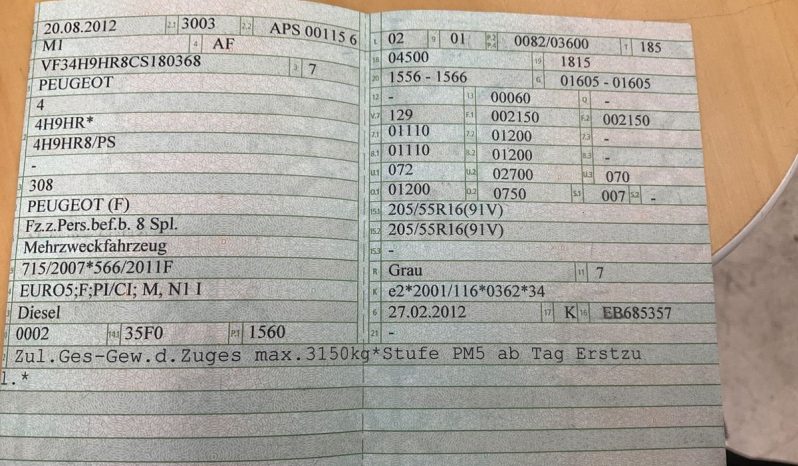 20.08.2012 2.1 3003 2.2 APS 00115 6
M1 4 AF
VF34H9HR8CS180368 3 7
PEUGEOT
4
4H9HR*
4H9HR8/PS
-
308
PEUGEOT (F)
Fz.z.Pers.bef.b. 8 Spl.
Mehrzweckfahrzeug
715/2007*566/2011F
EURO5;F;PI/CI; M, N1 I
Diesel
0002 14.1 35F0 P.1 1560
L 02 9 01 P.2 P.4 0082/03600 T 185
18 04500 19 1815
20 1556 - 1566 G 01605 - 01605
12 - 13 00060 Q -
V.7 129 F.1 002150 F.2 002150
7.1 01110 7.2 01200 7.3 -
8.1 01110 8.2 01200 8.3 -
U.1 072 U.2 02700 U.3 070
O.1 01200 O.2 0750 S.1 007 S.2 -
15.1 205/55R16(91V)
15.2 205/55R16(91V)
15.3 -
R Grau 11 7
K e2*2001/116*0362*34
6 27.02.2012 17 K 16 EB685357
21 -
Zul.Ges-Gew.d.Zuges max.3150kg*Stufe PM5 ab Tag Erstzu
l.*